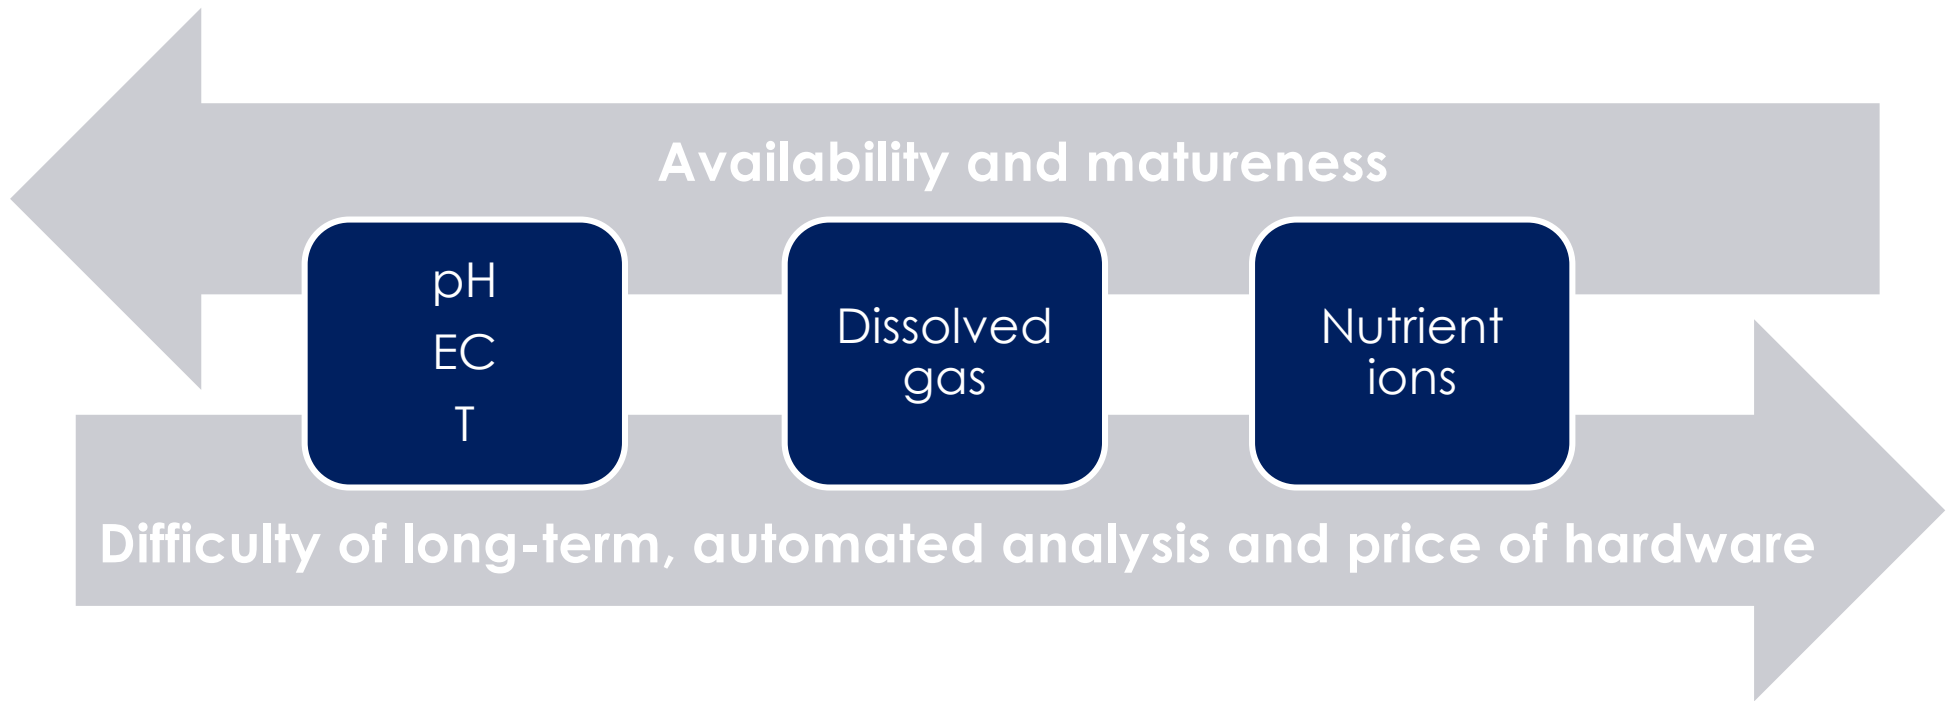 Availability and matureness
pH
EC
T
Dissolved
gas
Nutrient
ions
Difficulty of long-term, automated analysis and price of hardware